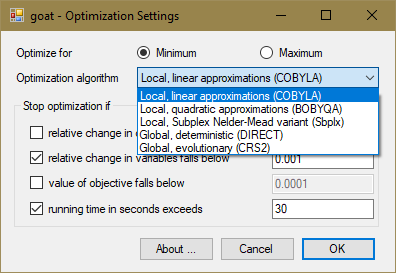 goat - Optimization Settings
Optimize for
Minimum
Maximum
Optimization algorithm
Local, linear approximations (COBYLA)
Local, linear approximations (COBYLA)
Local, quadratic approximations (BOBYQA)
Local, Subplex Nelder-Mead variant (Sbplx)
Global, deterministic (DIRECT)
Global, evolutionary (CRS2)
Stop optimization if
relative change in
relative change in variables falls below
0.001
value of objective falls below
0.0001
running time in seconds exceeds
30
About ...
Cancel
OK